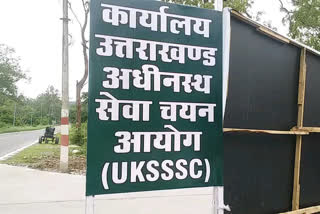 कार्यालय
उत्तराखण्ड
अधीनस्थ
सेवा चयन
आयोग
(UKSSSC)